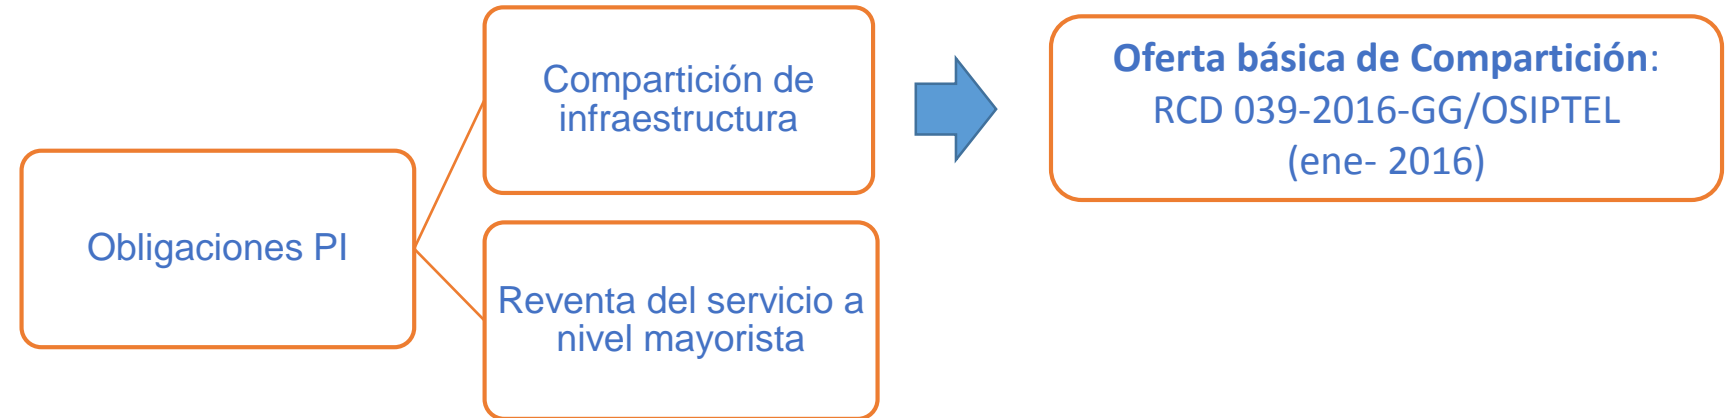 Obligaciones PI
Compartición de
infraestructura
Reventa del servicio a
nivel mayorista
Oferta básica de Compartición:
RCD 039-2016-GG/OSIPTEL
(ene- 2016)